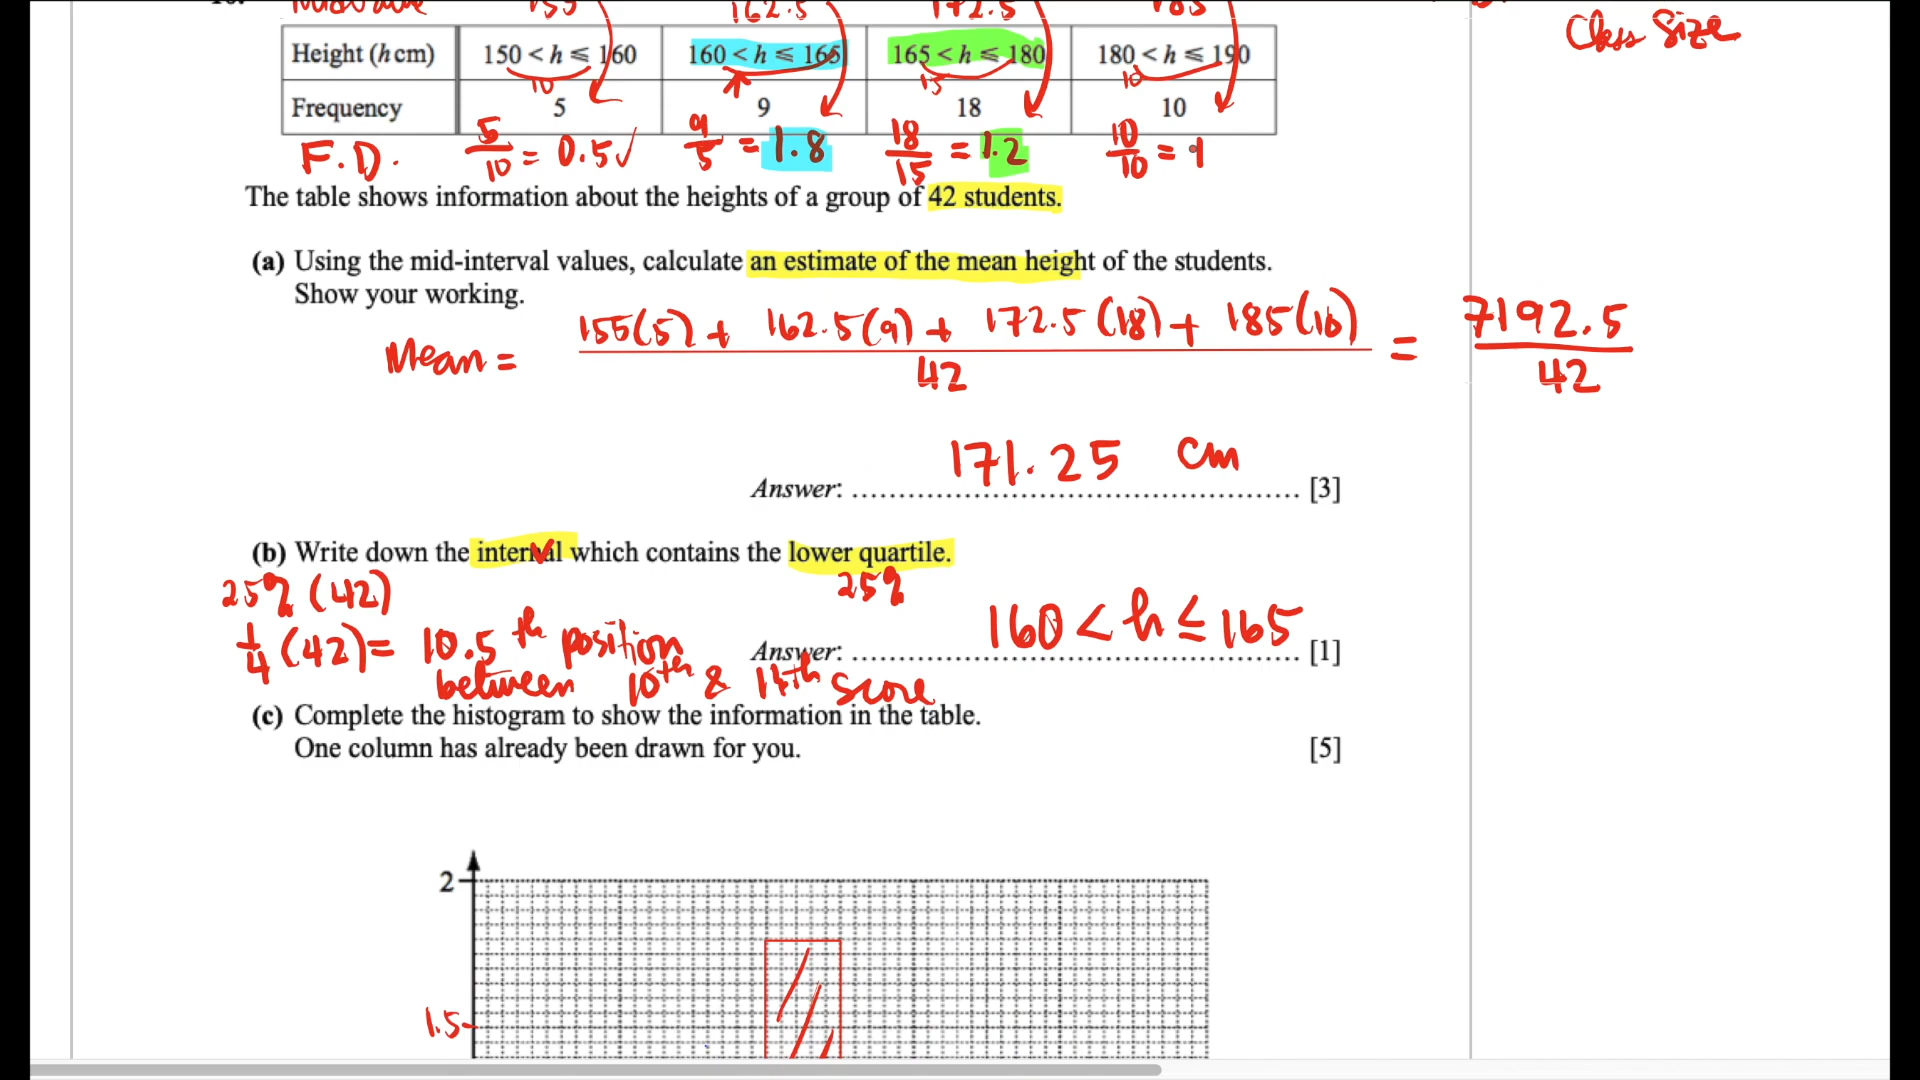 155 162.5 172.5 185
Class Size
Height (h cm) 150 < h ⩽ 160 160 < h ⩽ 165 165 < h ⩽ 180 180 < h ⩽ 190
10 15 10
Frequency 5 9 18 10
F.D. 5/10 = 0.5✓ 9/5 = 1.8 18/15 = 1.2 10/10 = 1
The table shows information about the heights of a group of 42 students.
(a) Using the mid-interval values, calculate an estimate of the mean height of the students.
Show your working.
Mean = 155(5) + 162.5(9) + 172.5(18) + 185(10) / 42 = 7192.5 / 42
171.25 cm
Answer: ................................................ [3]
(b) Write down the interval which contains the lower quartile.
25% (42) 25%
1/4 (42) = 10.5th position 160 < h ≤ 165
Answer: ................................................ [1]
between 10th & 11th score
(c) Complete the histogram to show the information in the table.
One column has already been drawn for you. [5]
2
1.5